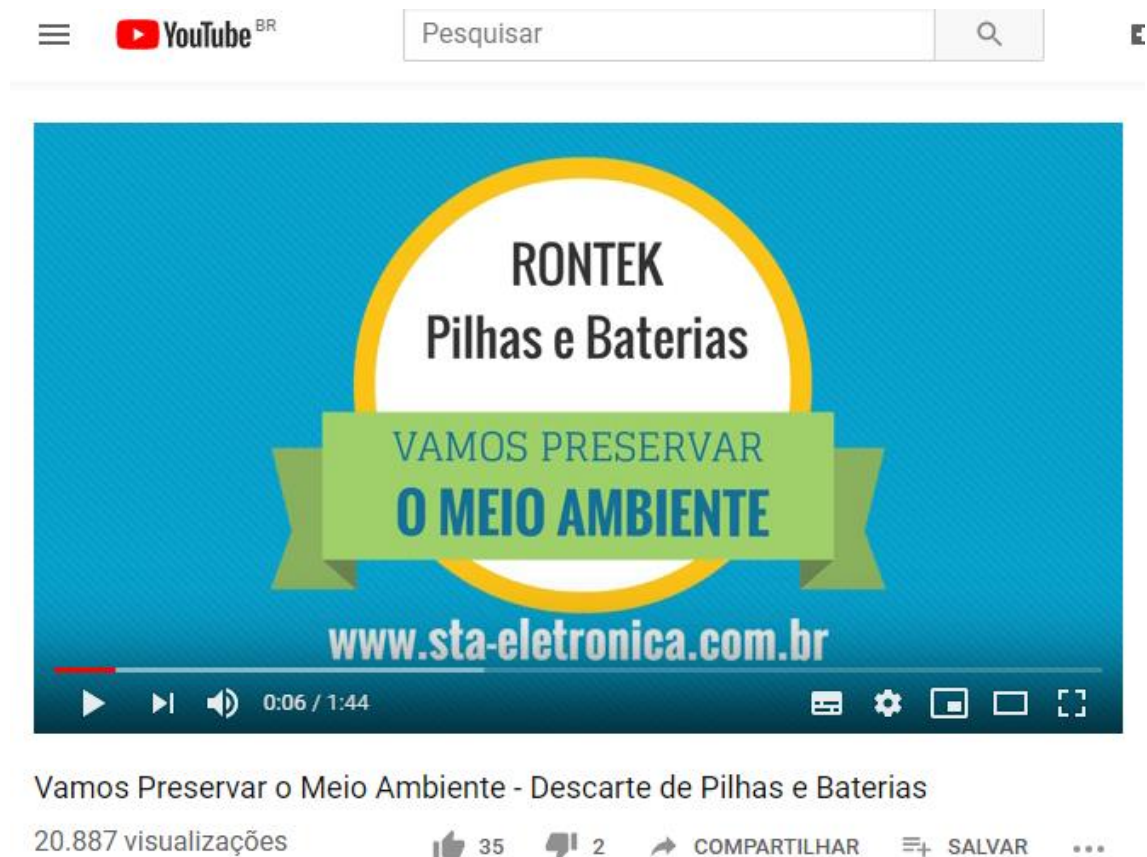 YouTube BR
Pesquisar
RONTEK
Pilhas e Baterias
VAMOS PRESERVAR
O MEIO AMBIENTE
www.sta-eletronica.com.br
0:06 / 1:44
Vamos Preservar o Meio Ambiente - Descarte de Pilhas e Baterias
20.887 visualizações 35 2 COMPARTILHAR SALVAR